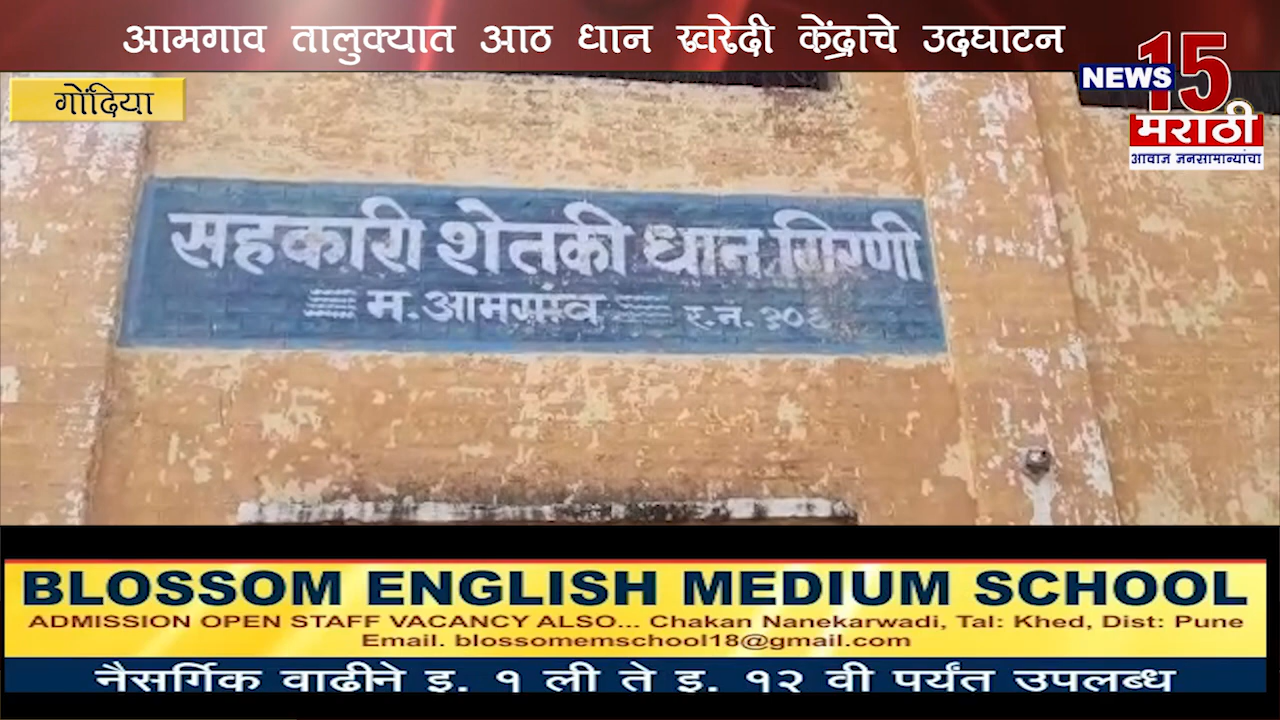 आमगाव तालुक्यात आठ धान खरेदी केंद्राचे उदघाटन
NEWS 15
मराठी
आवाज जनसामान्यांचा
गोंदिया
सहकारी शेतकी धान गिरणी
म. आमगांव र.न.
BLOSSOM ENGLISH MEDIUM SCHOOL
ADMISSION OPEN STAFF VACANCY ALSO... Chakan Nanekarwadi, Tal: Khed, Dist: Pune
Email. blossomemschool18@gmail.com
नैसर्गिक वाढीने इ. १ ली ते इ. १२ वी पर्यंत उपलब्ध